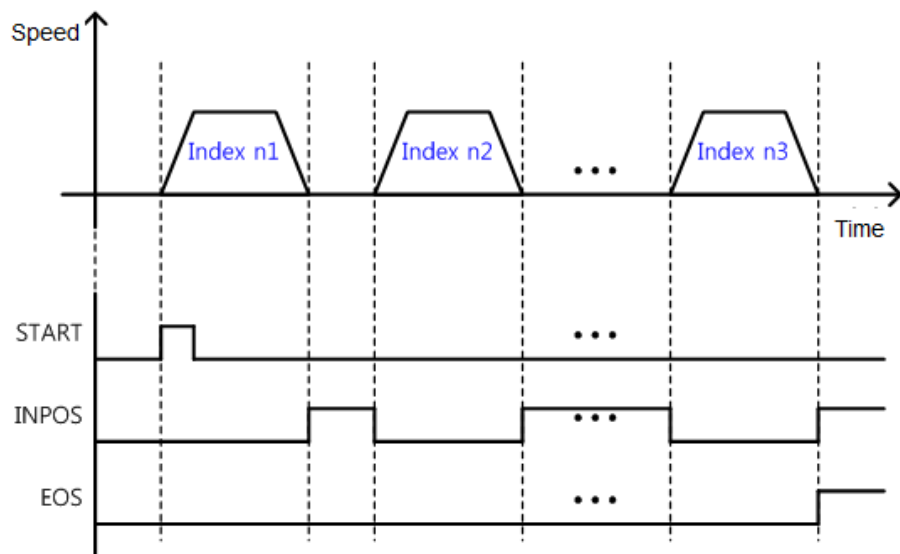 Speed
Index n1
Index n2
Index n3
•••
Time
START
•••
INPOS
•••
EOS
•••